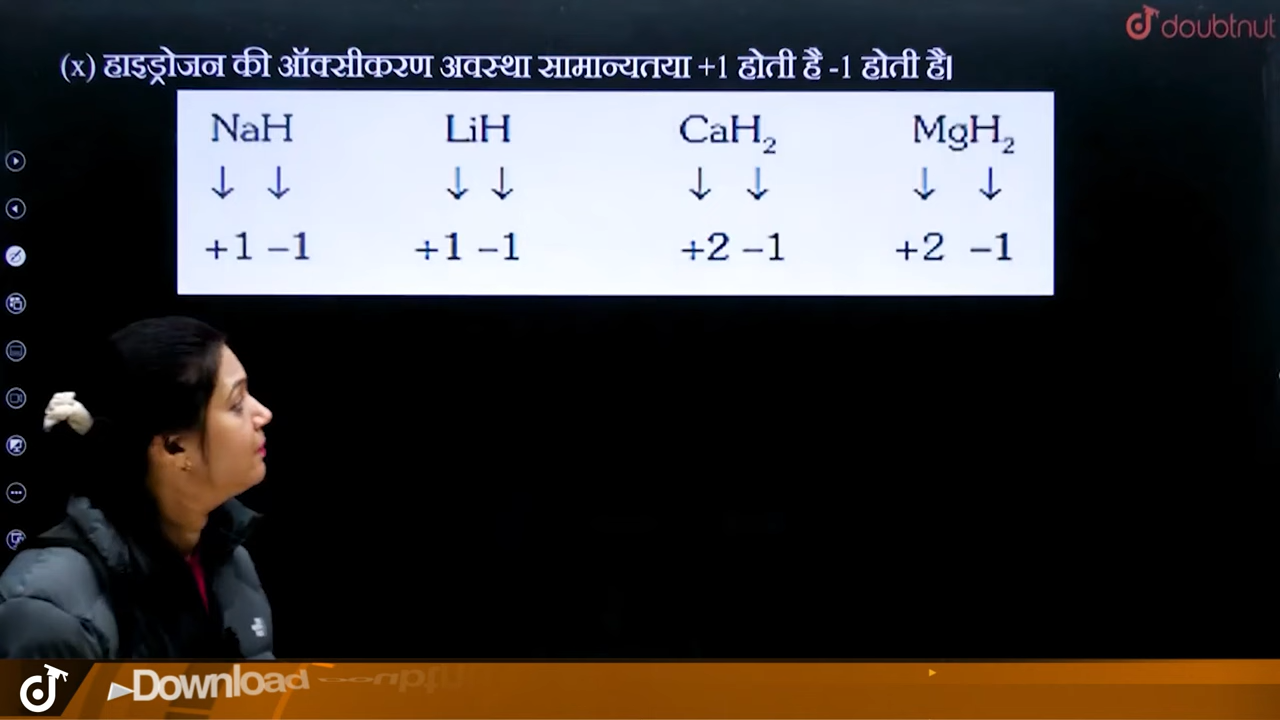 doubtnut
(x) हाइड्रोजन की ऑक्सीकरण अवस्था सामान्यतया +1 होती है -1 होती है।
NaH LiH CaH₂ MgH₂
↓ ↓ ↓ ↓ ↓ ↓ ↓ ↓
+1 –1 +1 –1 +2 –1 +2 –1
Download